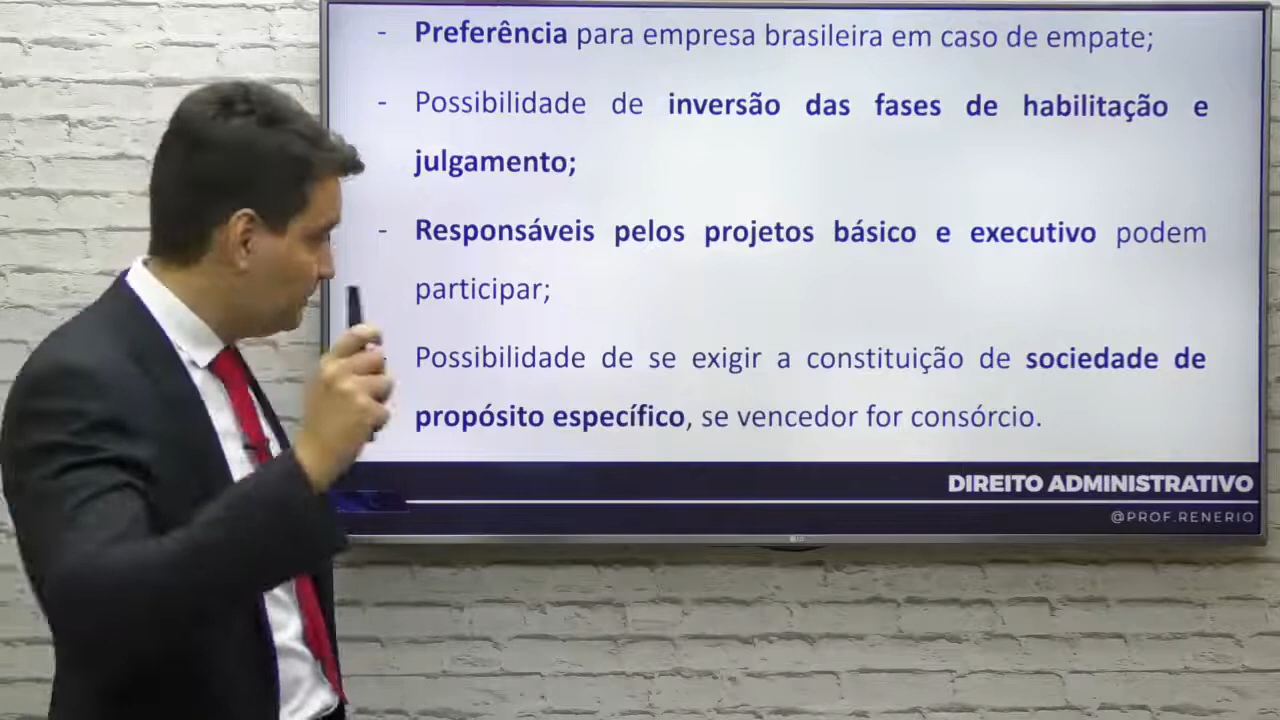 - Preferência para empresa brasileira em caso de empate;
- Possibilidade de inversão das fases de habilitação e
julgamento;
- Responsáveis pelos projetos básico e executivo podem
participar;
- Possibilidade de se exigir a constituição de sociedade de
propósito específico, se vencedor for consórcio.
DIREITO ADMINISTRATIVO
@PROF.RENERIO
LG